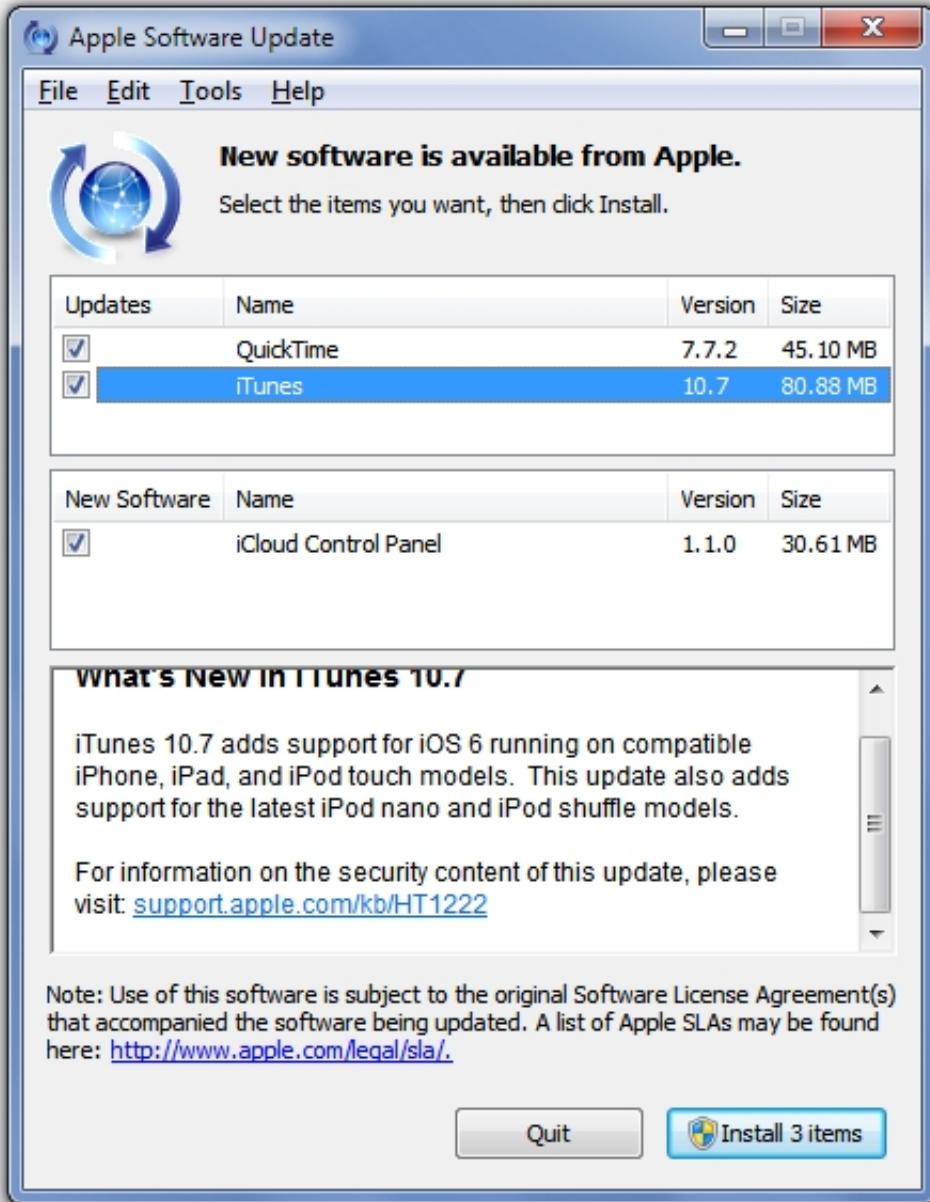 Apple Software Update
File Edit Tools Help
New software is available from Apple.
Select the items you want, then click Install.
Updates Name Version Size
QuickTime 7.7.2 45.10 MB
iTunes 10.7 80.88 MB
New Software Name Version Size
iCloud Control Panel 1.1.0 30.61 MB
What's New in iTunes 10.7
iTunes 10.7 adds support for iOS 6 running on compatible
iPhone, iPad, and iPod touch models. This update also adds
support for the latest iPod nano and iPod shuffle models.
For information on the security content of this update, please
visit: support.apple.com/kb/HT1222
Note: Use of this software is subject to the original Software License Agreement(s)
that accompanied the software being updated. A list of Apple SLAs may be found
here: http://www.apple.com/legal/sla/.
Quit Install 3 items